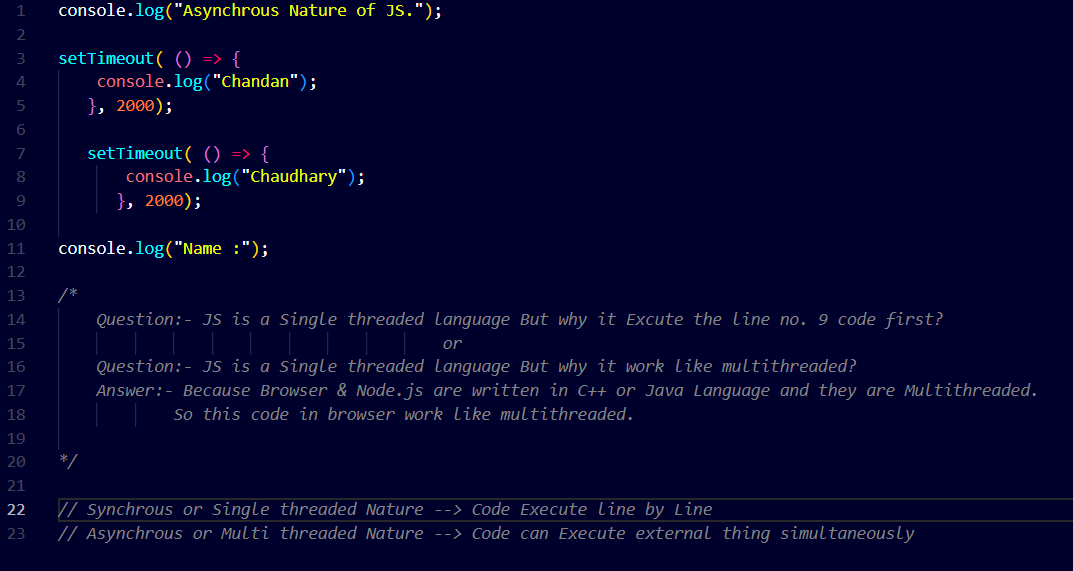 1 console.log("Asynchrous Nature of JS.");
2
3 setTimeout( () => {
4 console.log("Chandan");
5 }, 2000);
6
7 setTimeout( () => {
8 console.log("Chaudhary");
9 }, 2000);
10
11 console.log("Name :");
12
13 /*
14 Question:- JS is a Single threaded language But why it Excute the line no. 9 code first?
15 or
16 Question:- JS is a Single threaded language But why it work like multithreaded?
17 Answer:- Because Browser & Node.js are written in C++ or Java Language and they are Multithreaded.
18 So this code in browser work like multithreaded.
19
20 */
21
22 // Synchrous or Single threaded Nature --> Code Execute line by Line
23 // Asynchrous or Multi threaded Nature --> Code can Execute external thing simultaneously